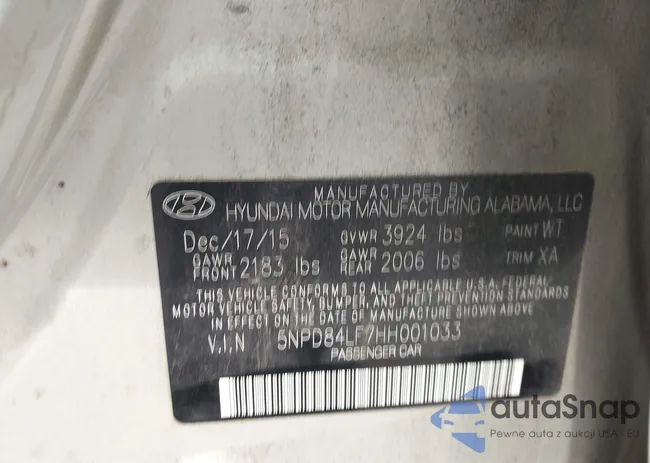 MANUFACTURED BY
HYUNDAI MOTOR MANUFACTURING ALABAMA, LLC
Dec/17/15 GVWR 3924 lbs PAINT WT
GAWR FRONT 2183 lbs GAWR REAR 2006 lbs TRIM XA
THIS VEHICLE CONFORMS TO ALL APPLICABLE U.S.A. FEDERAL
MOTOR VEHICLE SAFETY, BUMPER, AND THEFT PREVENTION STANDARDS
IN EFFECT ON THE DATE OF MANUFACTURE SHOWN ABOVE.
V.I.N 5NPD84LF7HH001033
PASSENGER CAR
autaSnap
Pewne auta z aukcji USA - EU